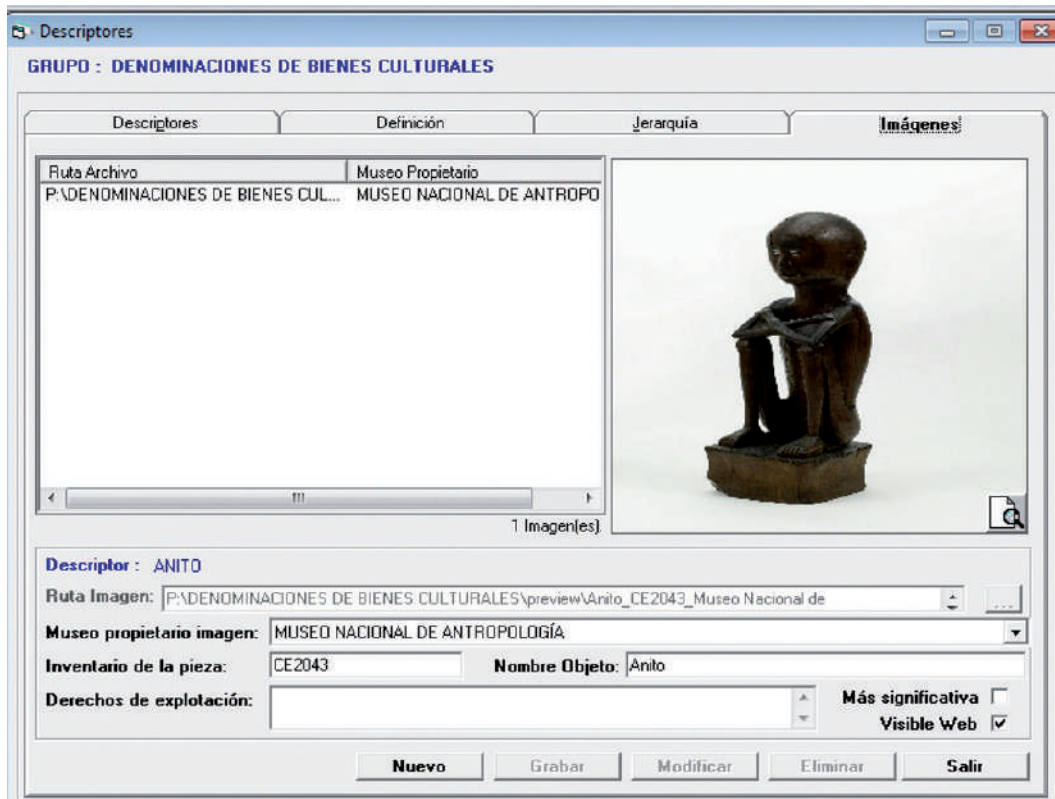 Descriptores
GRUPO : DENOMINACIONES DE BIENES CULTURALES
Descriptores Definición Jerarquía Imágenes
Ruta Archivo Museo Propietario
P:\DENOMINACIONES DE BIENES CUL... MUSEO NACIONAL DE ANTROPO
1 Imagen(es)
Descriptor : ANITO
Ruta Imagen: P:\DENOMINACIONES DE BIENES CULTURALES\preview\Anito_CE2043_Museo Nacional de
...
Museo propietario imagen: MUSEO NACIONAL DE ANTROPOLOGÍA
Inventario de la pieza: CE2043 Nombre Objeto: Anito
Derechos de explotación: Más significativa
Visible Web
Nuevo Grabar Modificar Eliminar Salir